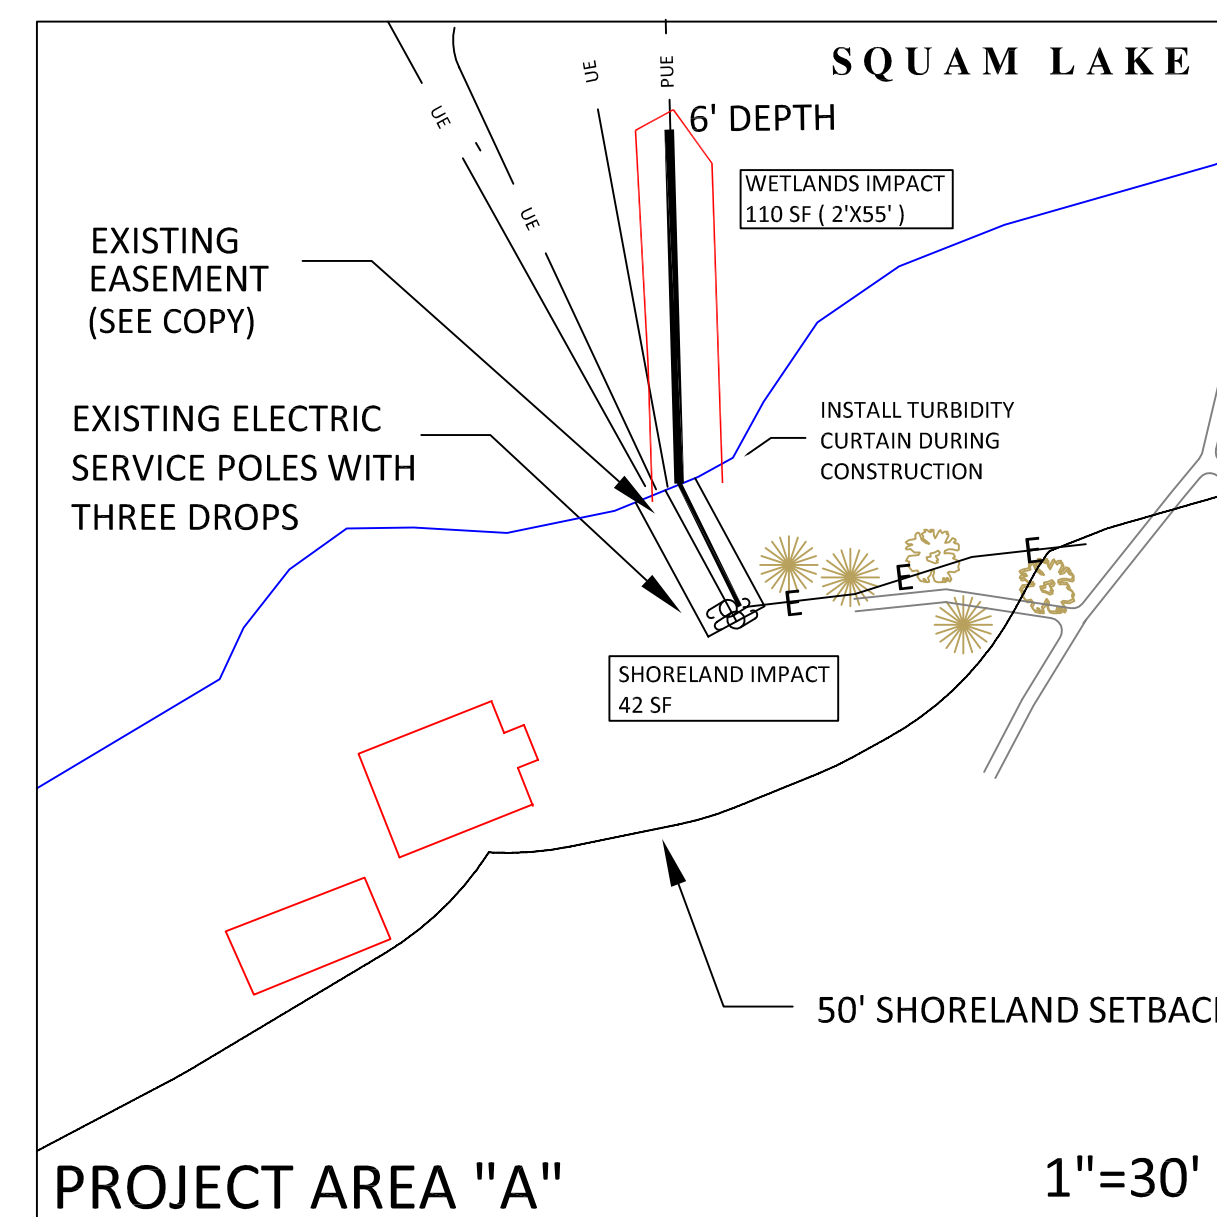 SQUAM LAKE
UE
PUE
UE
6' DEPTH
WETLANDS IMPACT
110 SF ( 2'X55' )
UE
EXISTING
EASEMENT
(SEE COPY)
EXISTING ELECTRIC
SERVICE POLES WITH
THREE DROPS
INSTALL TURBIDITY
CURTAIN DURING
CONSTRUCTION
E
E
E
SHORELAND IMPACT
42 SF
50' SHORELAND SETBAC
PROJECT AREA "A"
1"=30'